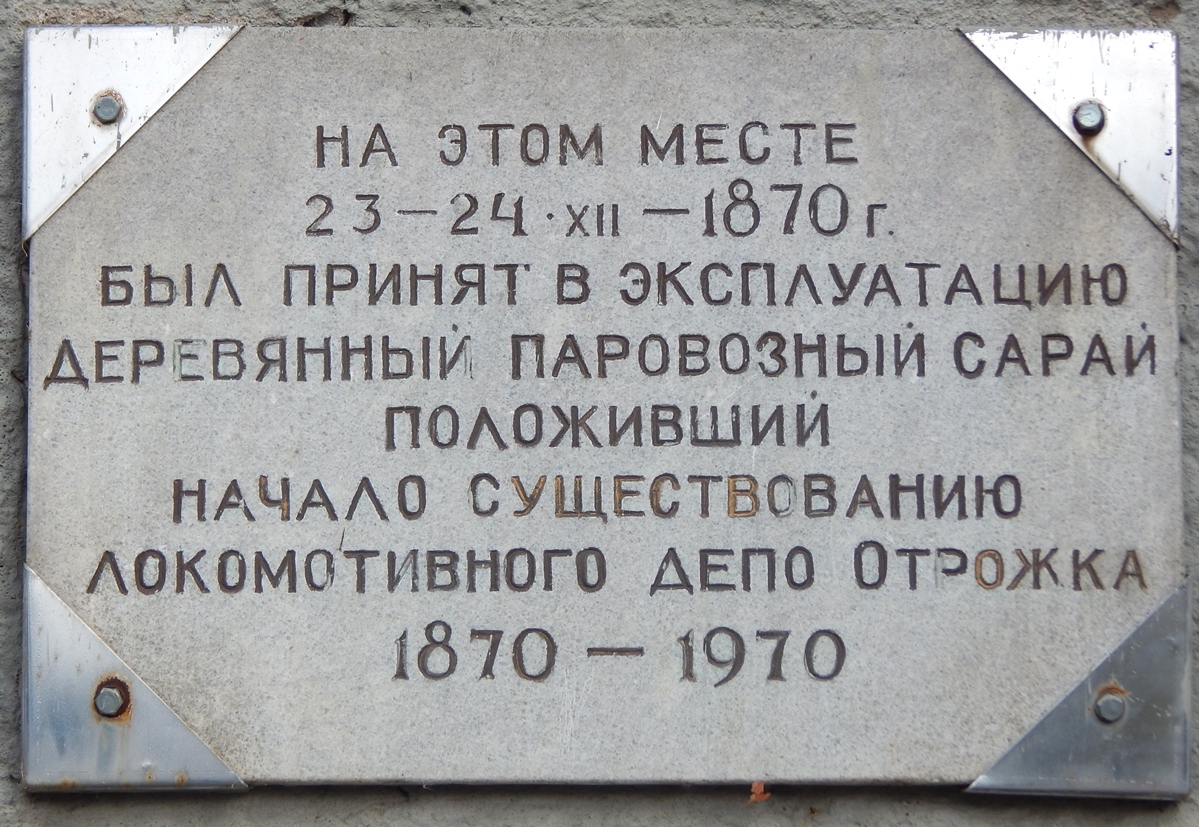 НА ЭТОМ МЕСТЕ
23–24·XII–1870 г.
БЫЛ ПРИНЯТ В ЭКСПЛУАТАЦИЮ
ДЕРЕВЯННЫЙ ПАРОВОЗНЫЙ САРАЙ
ПОЛОЖИВШИЙ
НАЧАЛО СУЩЕСТВОВАНИЮ
ЛОКОМОТИВНОГО ДЕПО ОТРОЖКА
1870 – 1970